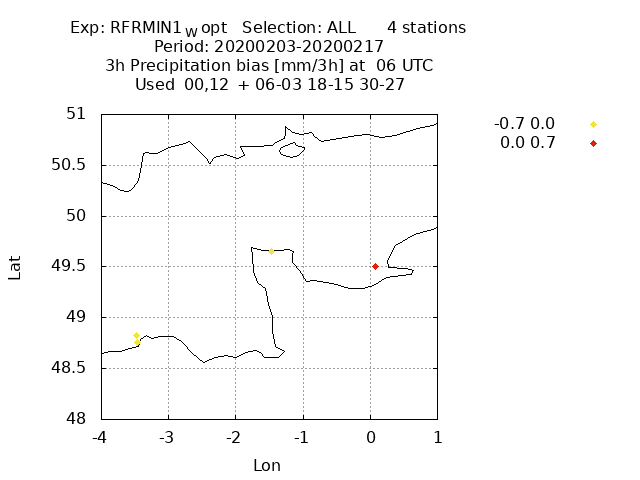 Exp: RFRMIN1_W opt   Selection: ALL      4 stations
Period: 20200203-20200217
3h Precipitation bias [mm/3h] at  06 UTC
Used  00,12  + 06-03 18-15 30-27
-0.7 0.0
0.0 0.7
51
50.5
50
49.5
49
48.5
48
Lat
-4 -3 -2 -1 0 1
Lon